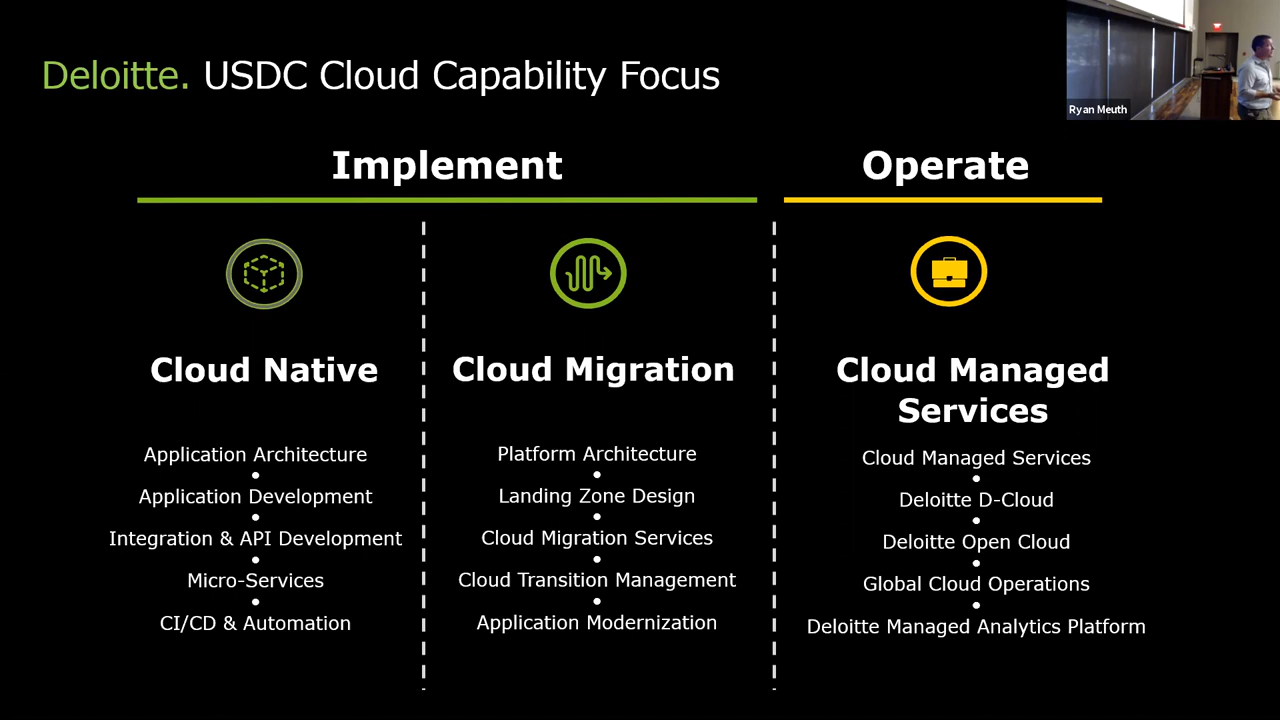 Deloitte. USDC Cloud Capability Focus
Ryan Meuth
Implement
Operate
Cloud Native
Application Architecture
Application Development
Integration & API Development
Micro-Services
CI/CD & Automation
Cloud Migration
Platform Architecture
Landing Zone Design
Cloud Migration Services
Cloud Transition Management
Application Modernization
Cloud Managed
Services
Cloud Managed Services
Deloitte D-Cloud
Deloitte Open Cloud
Global Cloud Operations
Deloitte Managed Analytics Platform